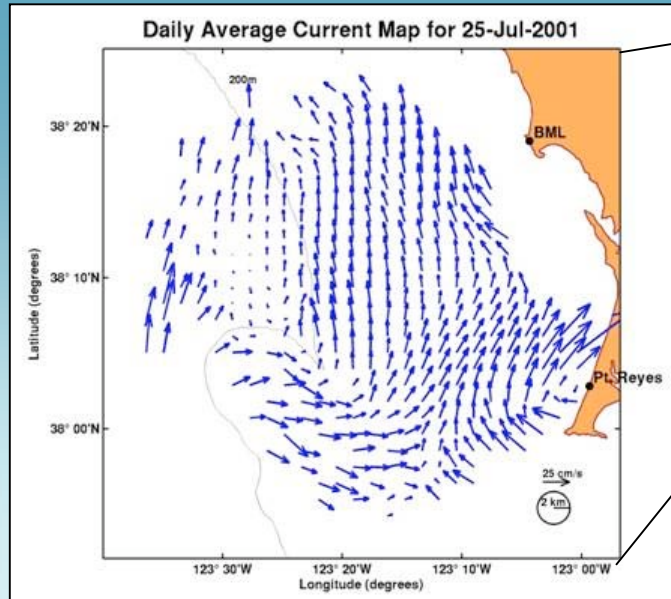 Daily Average Current Map for 25-Jul-2001
200m
38° 20'N
BML
38° 10'N
Latitude (degrees)
Pt. Reyes
38° 00'N
25 cm/s
2 km
123° 30'W 123° 20'W 123° 10'W 123° 00'W
Longitude (degrees)